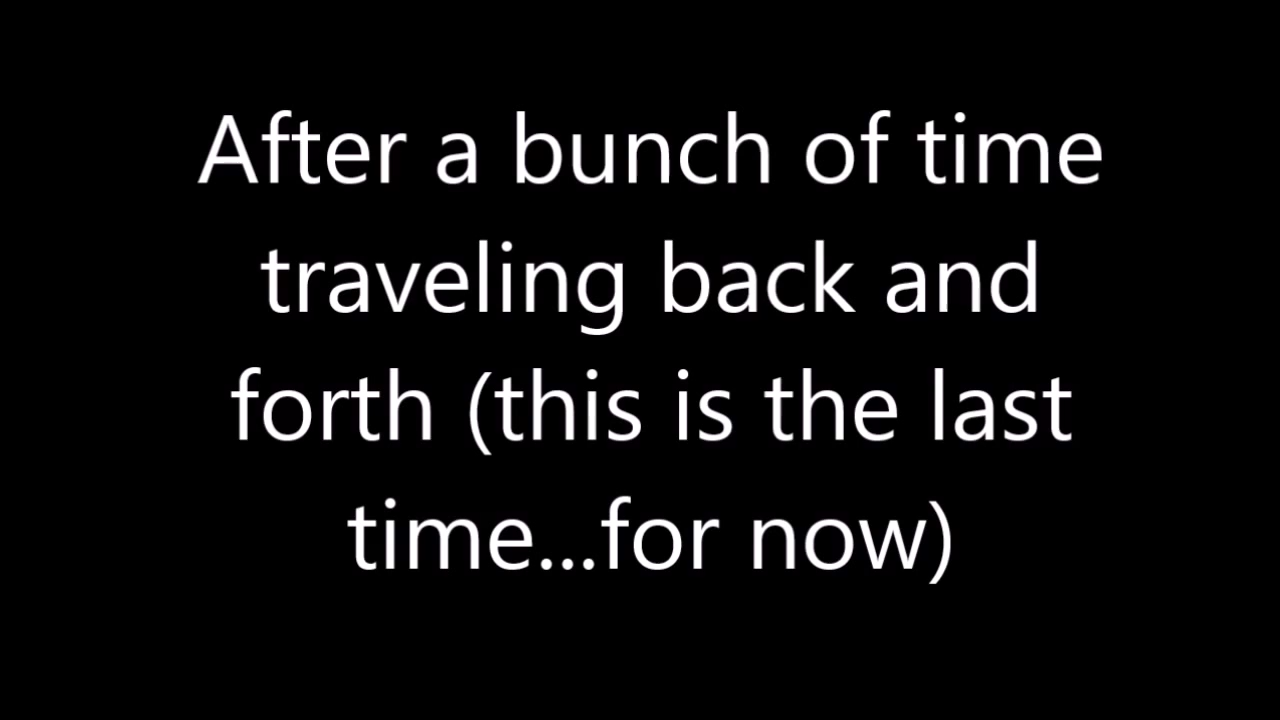 After a bunch of time
traveling back and
forth (this is the last
time...for now)